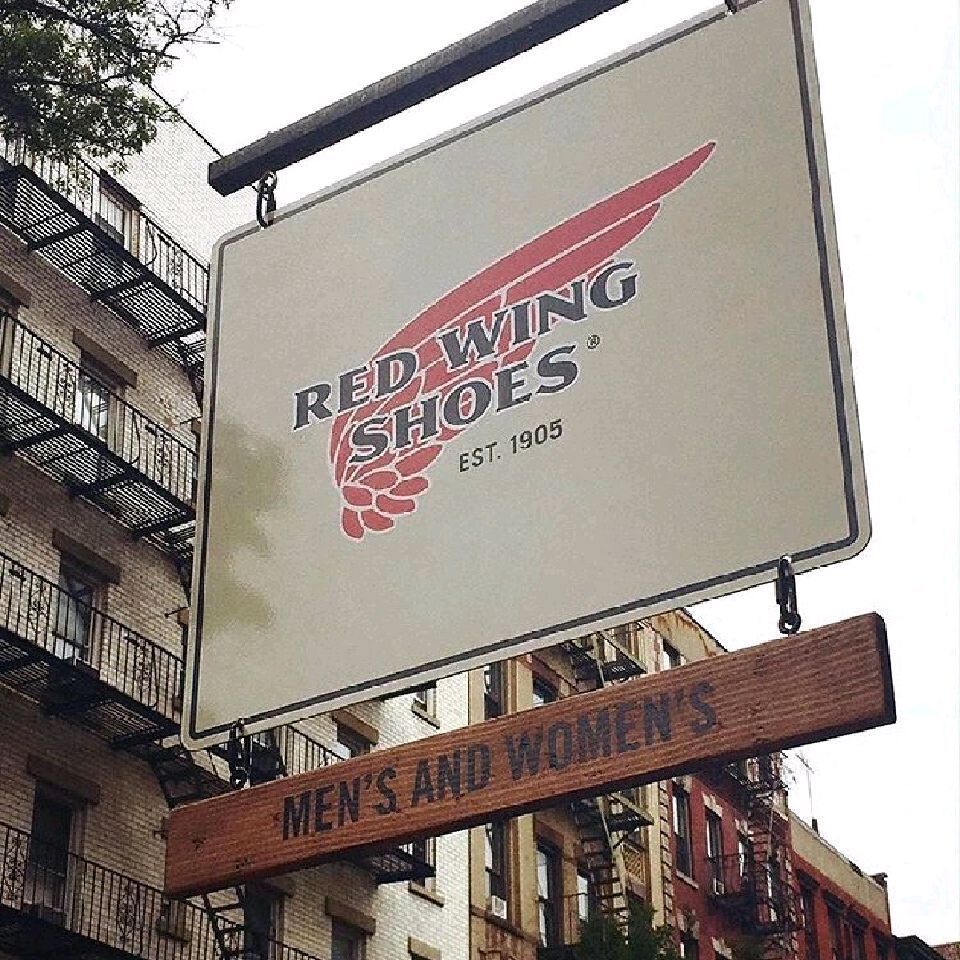 RED WING
SHOES®
EST. 1905
MEN'S AND WOMEN'S